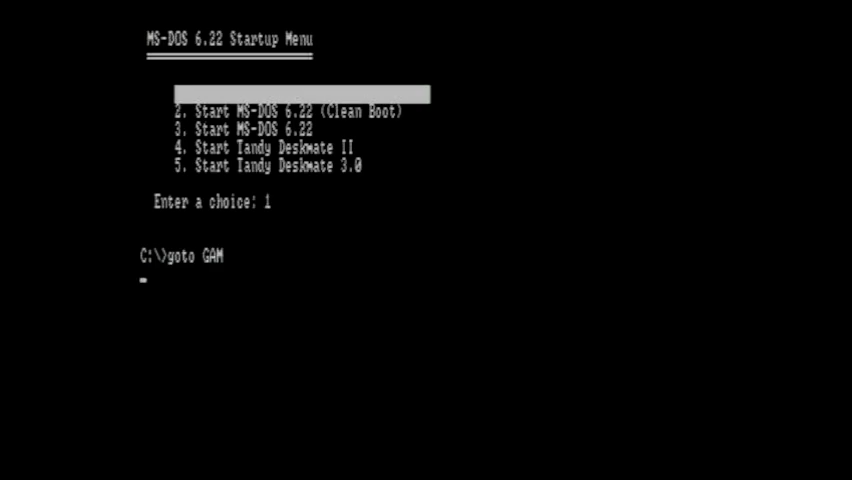 MS-DOS 6.22 Startup Menu
2. Start MS-DOS 6.22 (Clean Boot)
3. Start MS-DOS 6.22
4. Start Tandy Deskmate II
5. Start Tandy Deskmate 3.0
Enter a choice: 1
C:\>goto GAM